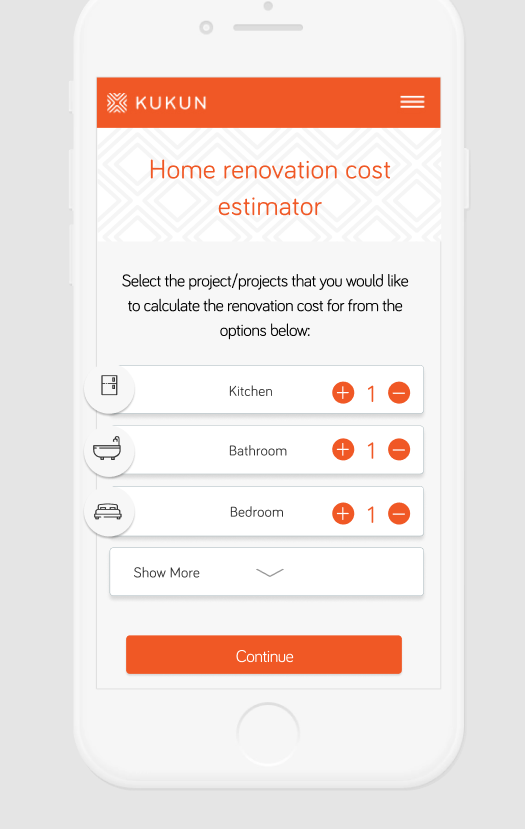 KUKUN
Home renovation cost
estimator
Select the project/projects that you would like
to calculate the renovation cost for from the
options below:
Kitchen + 1 −
Bathroom + 1 −
Bedroom + 1 −
Show More
Continue